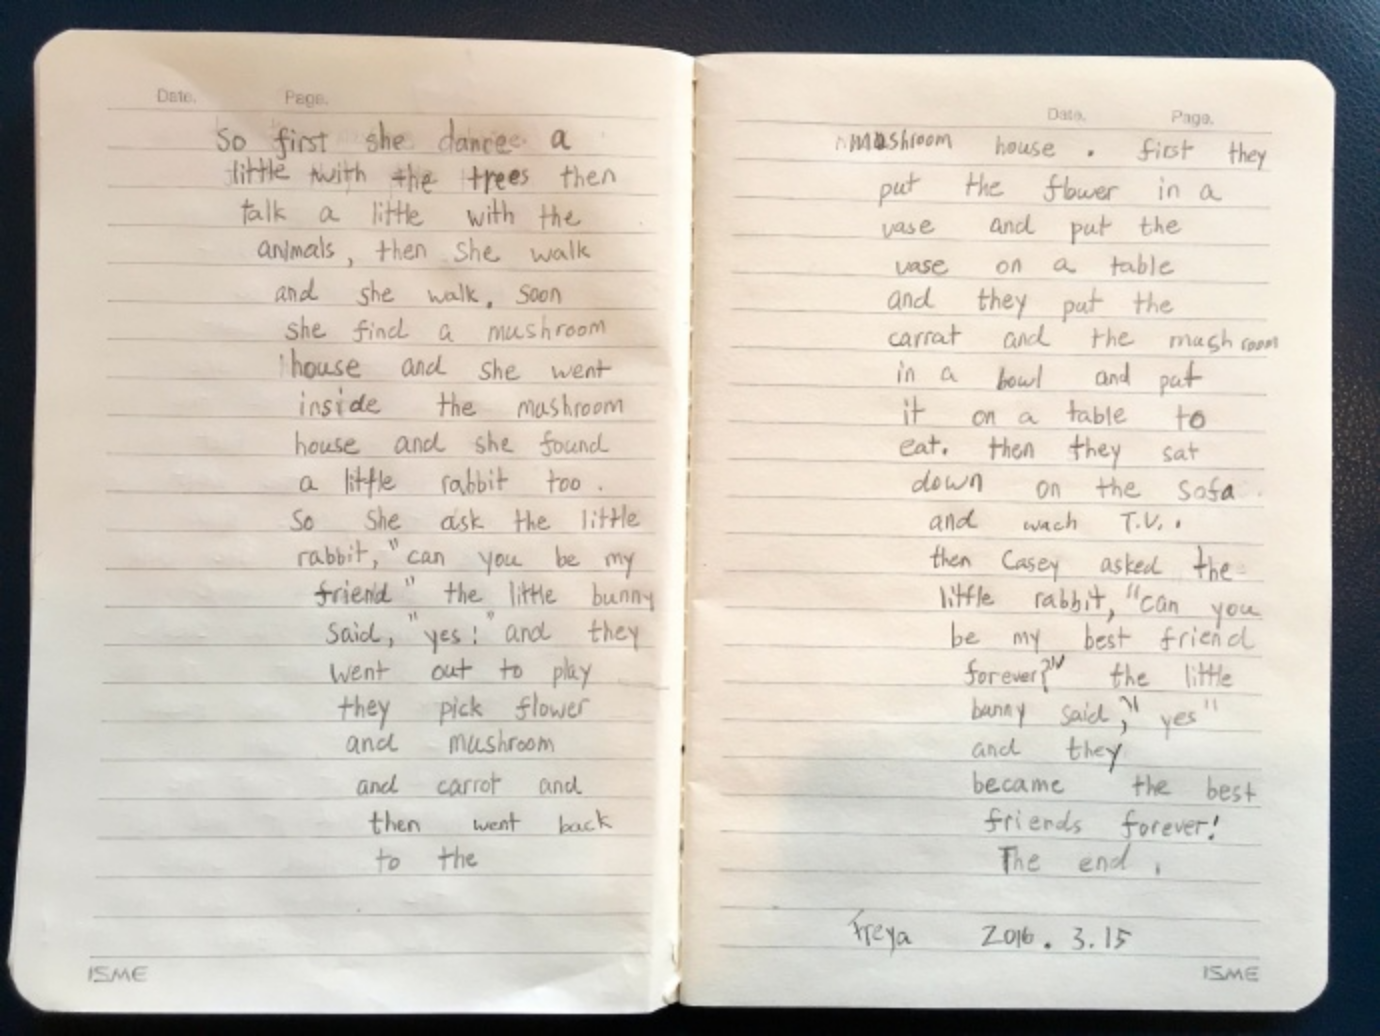 Date. Page.
So first she dance a
little with the trees then
talk a little with the
animals, then she walk
and she walk. Soon
she find a mushroom
house and she went
inside the mushroom
house and she found
a little rabbit too.
So she ask the little
rabbit, "can you be my
friend" the little bunny
said, "yes!" and they
went out to play
they pick flower
and mushroom
and carrot and
then went back
to the
ISME
Date. Page.
mushroom house. first they
put the flower in a
vase and put the
vase on a table
and they put the
carrat and the mushroom
in a bowl and put
it on a table to
eat. then they sat
down on the sofa
and wach T.V..
then Casey asked the
little rabbit, "can you
be my best friend
forever?" the little
bunny said, "yes"
and they
became the best
friends forever!
The end.
Freya 2016.3.15
ISME